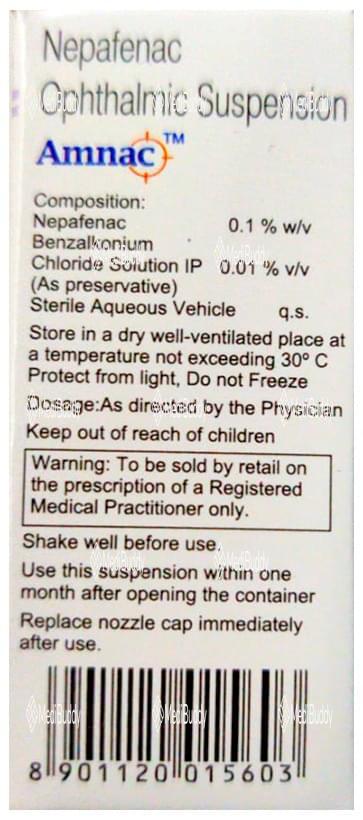 Nepafenac
Ophthalmic Suspension
Amnac™
Composition:
Nepafenac 0.1 % w/v
Benzalkonium
Chloride Solution IP 0.01 % v/v
(As preservative)
Sterile Aqueous Vehicle q.s.
Store in a dry well-ventilated place at
a temperature not exceeding 30º C
Protect from light, Do not Freeze
Dosage:As directed by the Physician
Keep out of reach of children
Warning: To be sold by retail on
the prescription of a Registered
Medical Practitioner only.
Shake well before use.
Use this suspension within one
month after opening the container
Replace nozzle cap immediately
after use.
MediBuddy MediBuddy MediBuddy
8 901120 015603